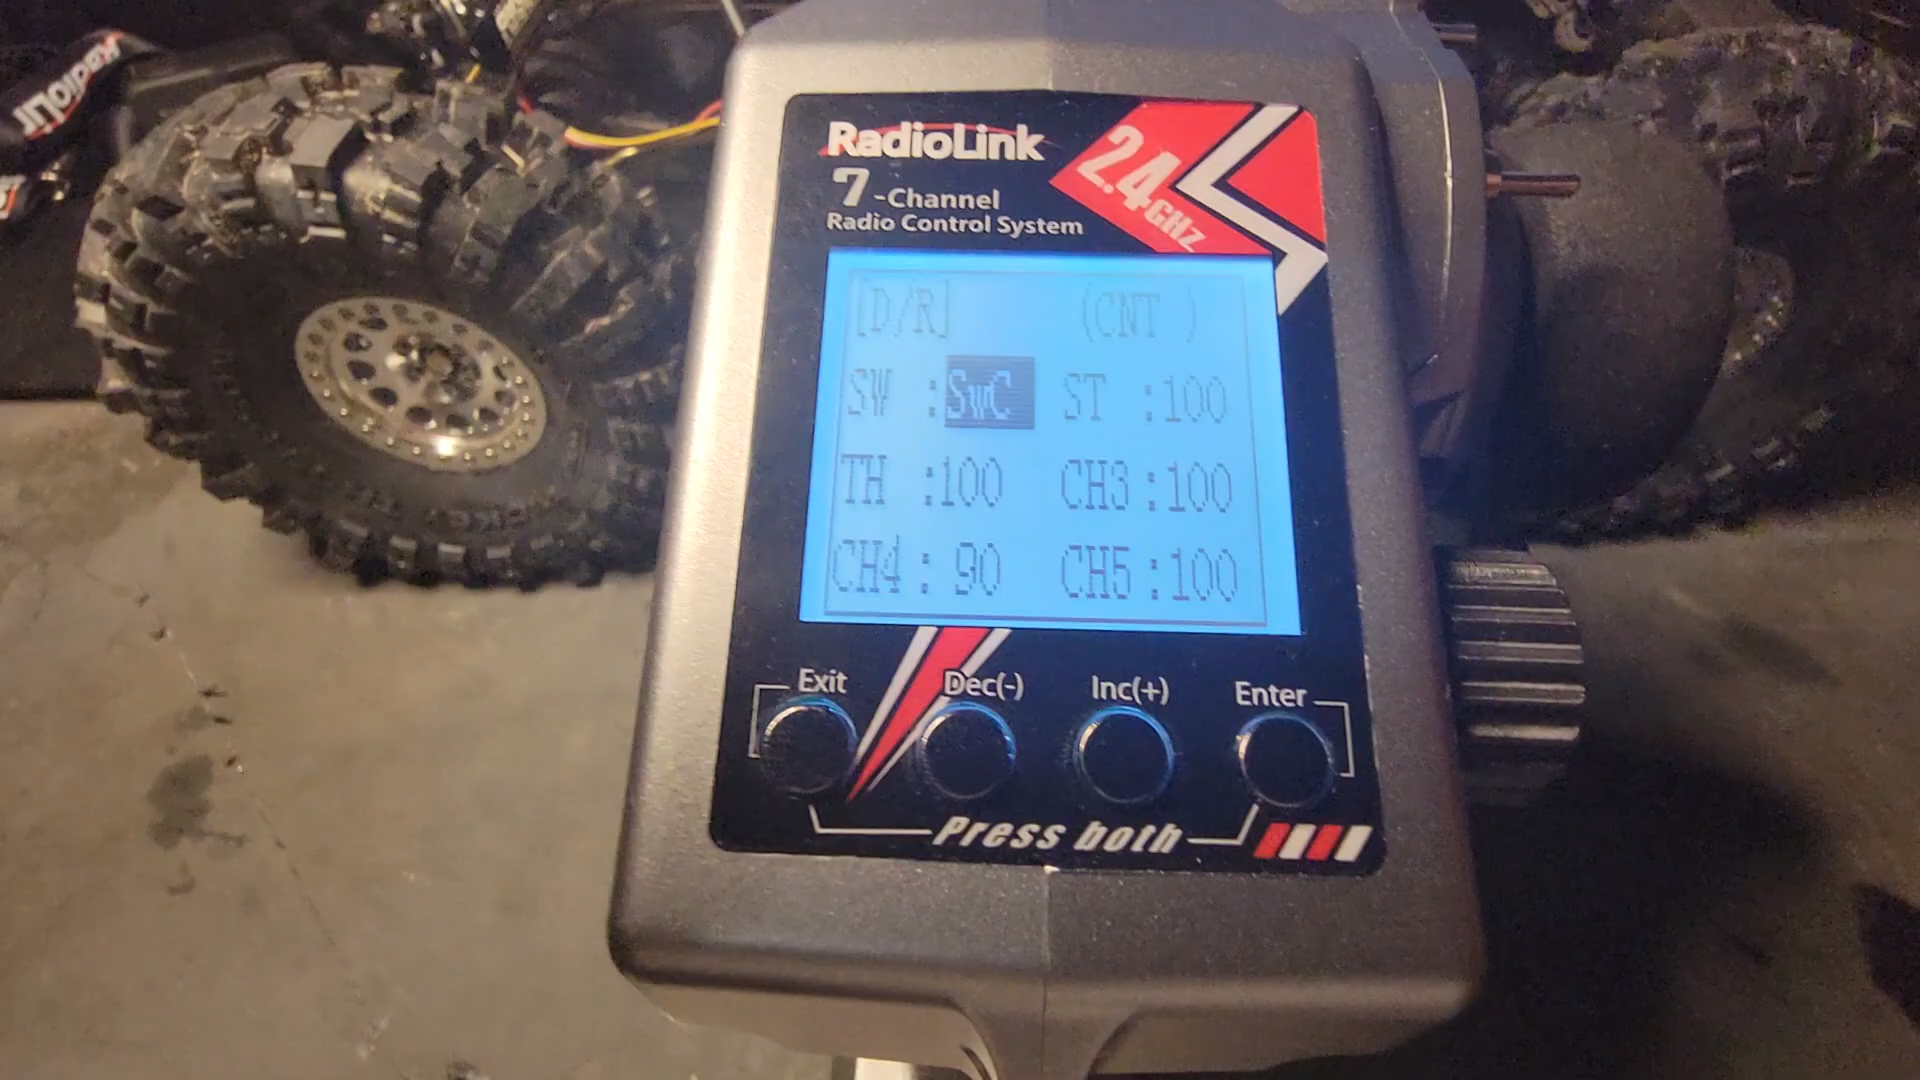 RadioLink
7-Channel
Radio Control System
2.4GHz
[D/R] (CNT )
SW :SwC ST :100
TH :100 CH3:100
CH4: 90 CH5:100
Exit Dec(-) Inc(+) Enter
Press both